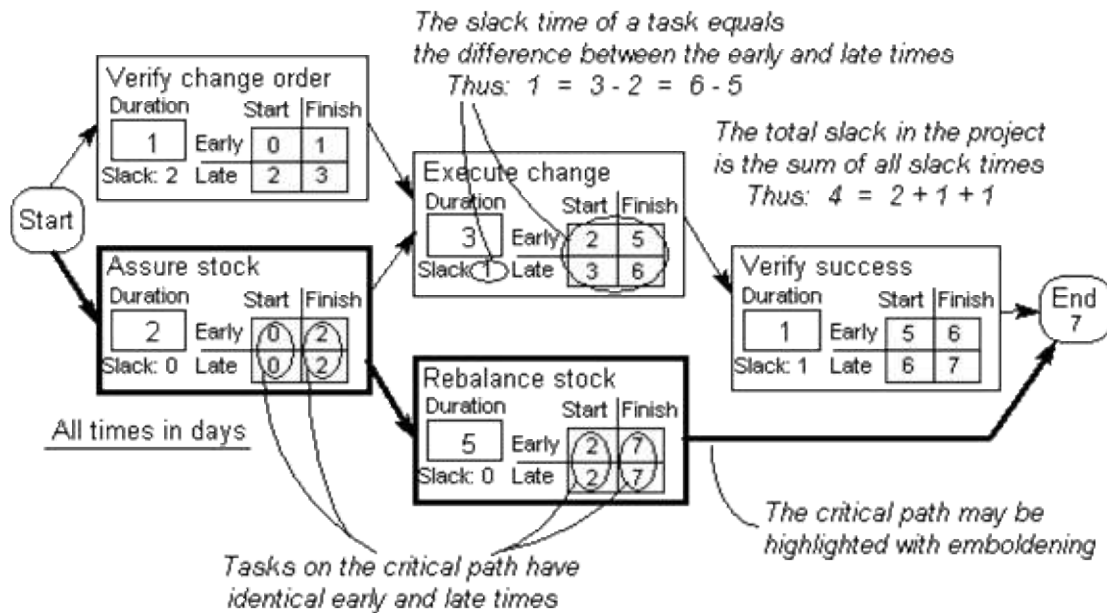 The slack time of a task equals
the difference between the early and late times
Thus: 1 = 3 - 2 = 6 - 5
Verify change order
Duration Start Finish
1 Early 0 1
Slack: 2 Late 2 3
The total slack in the project
is the sum of all slack times
Thus: 4 = 2 + 1 + 1
Start
Execute change
Duration Start Finish
3 Early 2 5
Slack: 1 Late 3 6
Assure stock
Duration Start Finish
2 Early 0 2
Slack: 0 Late 0 2
Verify success
Duration Start Finish
1 Early 5 6
Slack: 1 Late 6 7
End
7
Rebalance stock
Duration Start Finish
5 Early 2 7
Slack: 0 Late 2 7
All times in days
The critical path may be
highlighted with emboldening
Tasks on the critical path have
identical early and late times